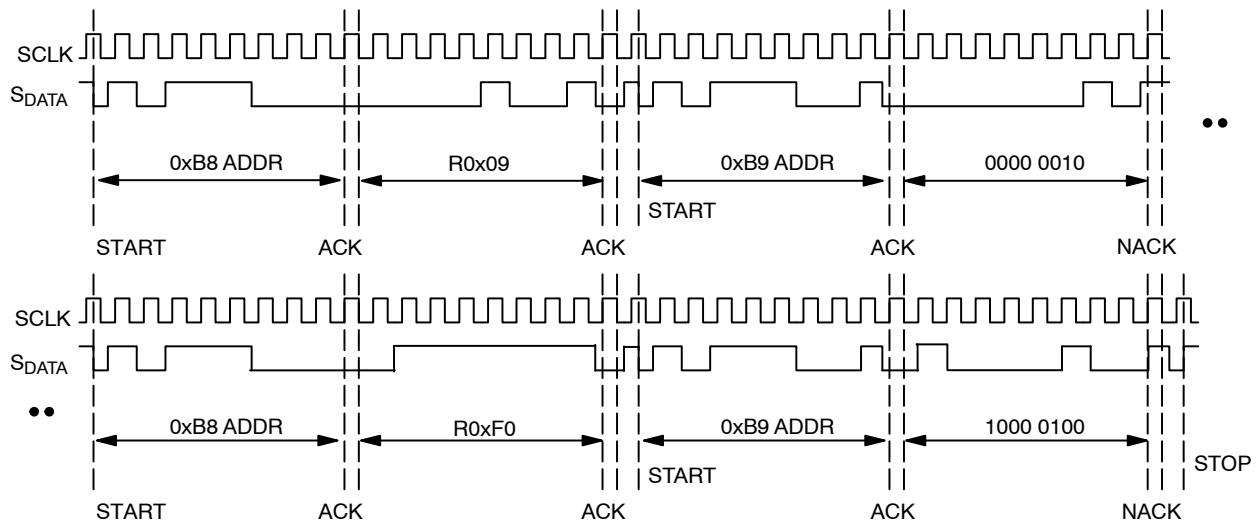 SCLK
SDATA
0xB8 ADDR R0x09 0xB9 ADDR 0000 0010
START
START ACK ACK ACK NACK
SCLK
SDATA
0xB8 ADDR R0xF0 0xB9 ADDR 1000 0100
START STOP
START ACK ACK ACK NACK